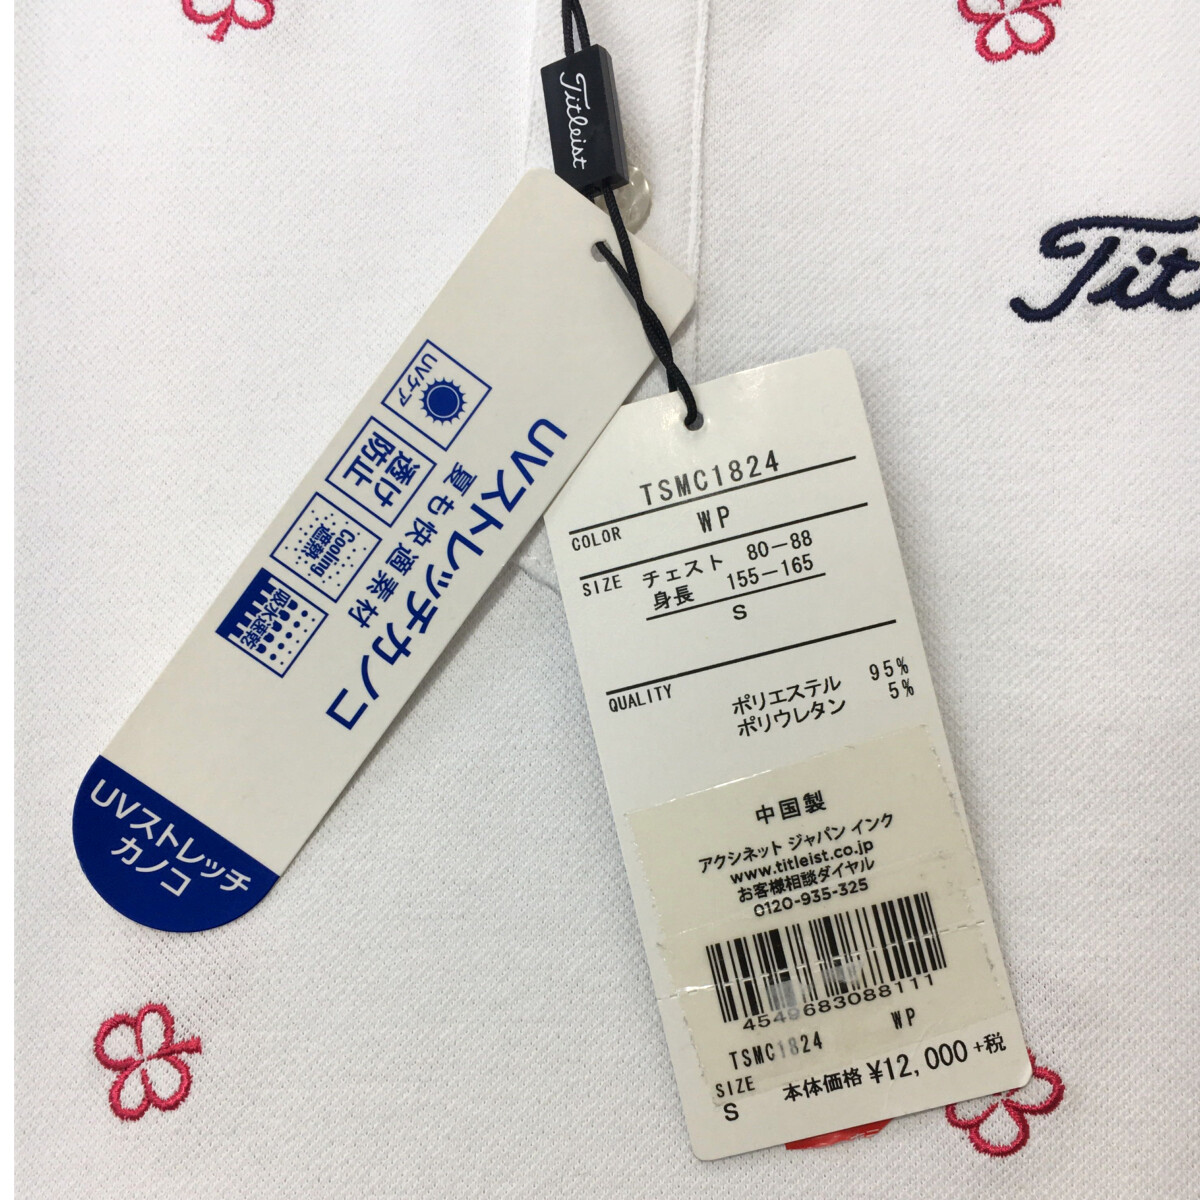 Titleist
Tit
UVストレッチカノコ
夏も快適素材
UVケア
透け
防止
Cooling
遮熱
吸水速乾
UVストレッチ
カノコ
TSMC1824
COLOR WP
SIZE チェスト 80－88
身長 155－165
S
QUALITY
ポリエステル 95%
ポリウレタン 5%
中国製
アクシネット ジャパン インク
www.titleist.co.jp
お客様相談ダイヤル
0120-935-325
4549683088111
TSMC1824 WP
SIZE
S
本体価格 ¥12,000 +税